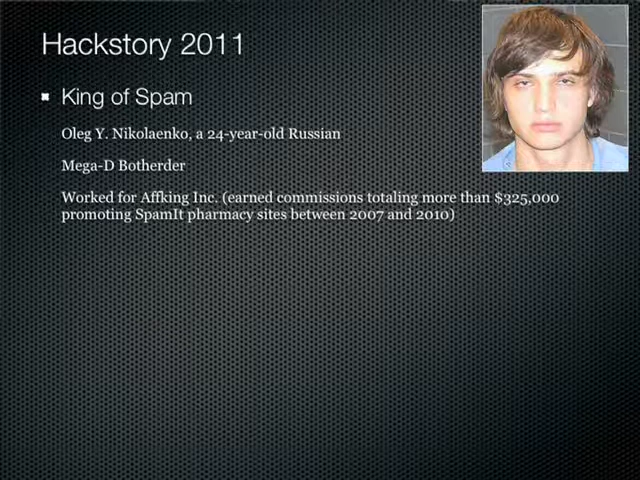 Hackstory 2011
King of Spam
Oleg Y. Nikolaenko, a 24-year-old Russian
Mega-D Botherder
Worked for Affking Inc. (earned commissions totaling more than $325,000
promoting SpamIt pharmacy sites between 2007 and 2010)